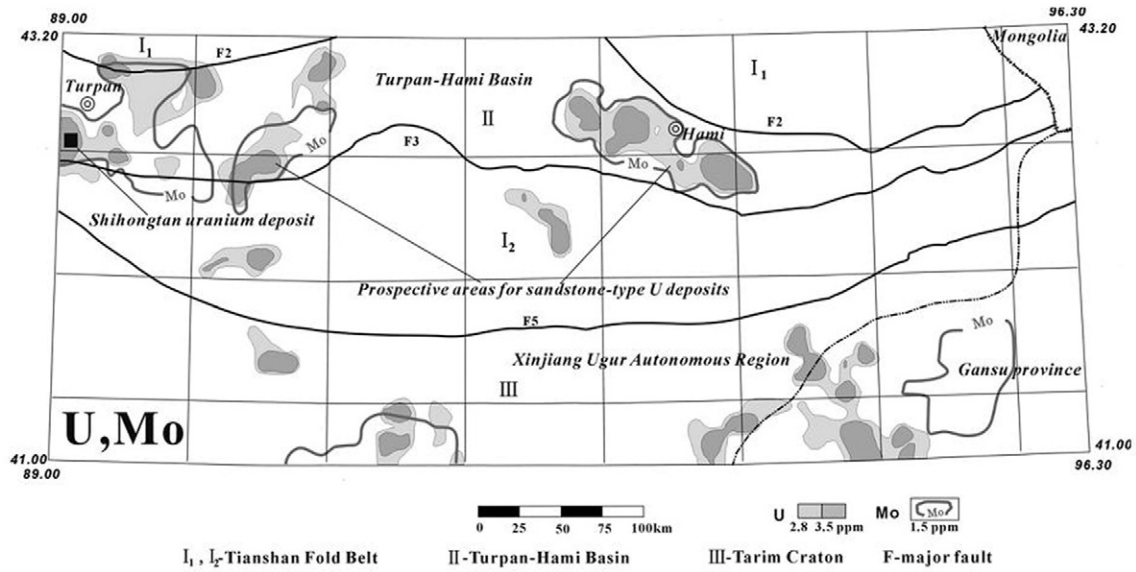 89.00
96.30
43.20
43.20
I₁
F2
Mongolia
Turpan
Turpan-Hami Basin
I₁
II
F3
F2
Hami
Mo
Mo
Mo
Shihongtan uranium deposit
I₂
Prospective areas for sandstone-type U deposits
F5
Mo
Xinjiang Ugur Autonomous Region
Gansu province
III
U,Mo
41.00
41.00
89.00
96.30
U
Mo
Mo
0 25 50 75 100km
2.8 3.5 ppm
1.5 ppm
I₁ , I₂-Tianshan Fold Belt II-Turpan-Hami Basin III-Tarim Craton F-major fault